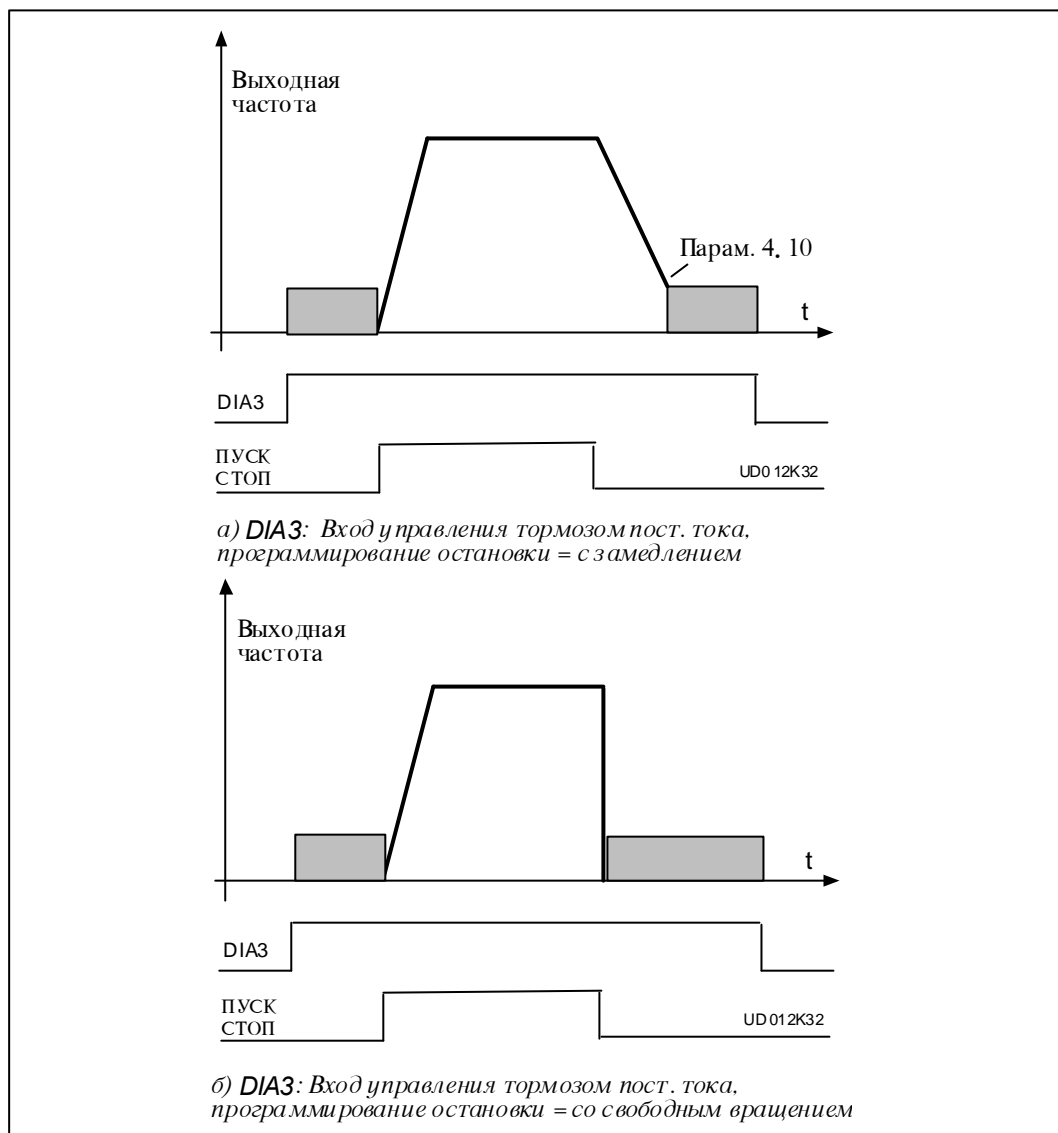 Выходная
частота
Парам. 4. 10
t
DIA3
ПУСК
СТОП
UD012K32
а) DIA3: Вход управления тормозом пост. тока,
программирование остановки = с замедлением
Выходная
частота
t
DIA3
ПУСК
СТОП
UD012K32
б) DIA3: Вход управления тормозом пост. тока,
программирование остановки = со свободным вращением